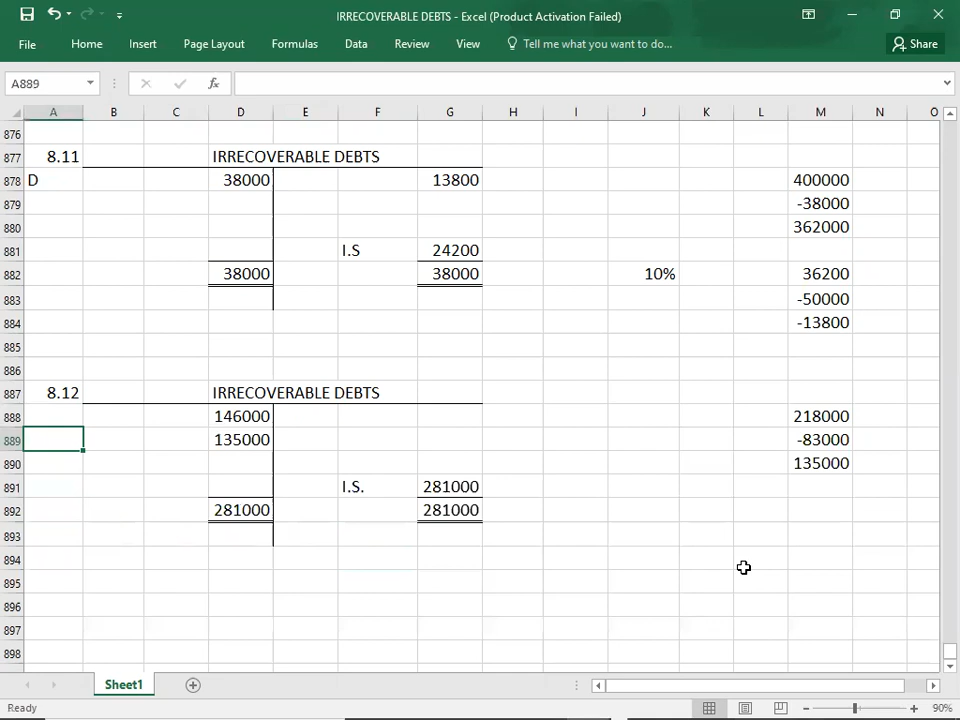 IRRECOVERABLE DEBTS - Excel (Product Activation Failed)
File Home Insert Page Layout Formulas Data Review View Tell me what you want to do... Share
A889 fx
A B C D E F G H I J K L M N O
876
877 8.11 IRRECOVERABLE DEBTS
878 D 38000 13800 400000
879 -38000
880 362000
881 I.S 24200
882 38000 38000 10% 36200
883 -50000
884 -13800
885
886
887 8.12 IRRECOVERABLE DEBTS
888 146000 218000
889 135000 -83000
890 135000
891 I.S. 281000
892 281000 281000
893
894
895
896
897
898
Sheet1
Ready 90%